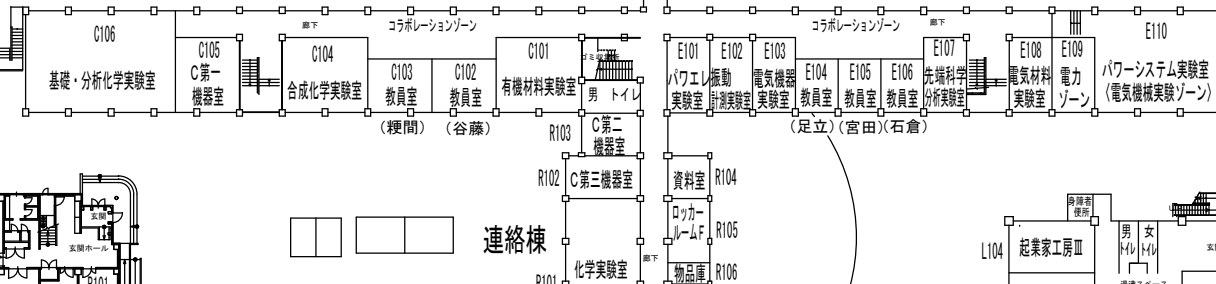 廊下
コラボレーションゾーン
コラボレーションゾーン
廊下
C106
基礎・分析化学実験室
C105
C第一
機器室
C104
合成化学実験室
C103
教員室
(粳間)
C102
教員室
(谷藤)
C101
有機材料実験室
男 トイレ
E101
パワエレ
実験室
E102
振動
計測実験室
E103
電気機器
実験室
E104
教員室
(足立)
E105
教員室
(宮田)
E106
教員室
(石倉)
E107
先端科学
分析実験室
E108
電気材料
実験室
E109
電力
ゾーン
E110
パワーシステム実験室
〈電気機械実験ゾーン〉
R103
C第二
機器室
R102
C第三機器室
資料室
R104
ロッカー
ルームF
R105
連絡棟
化学実験室
R101
廊下
物品庫
R106
玄関
玄関ホール
B101
身障者
便所
L104
起業家工房Ⅲ
男
トイレ
女
トイレ